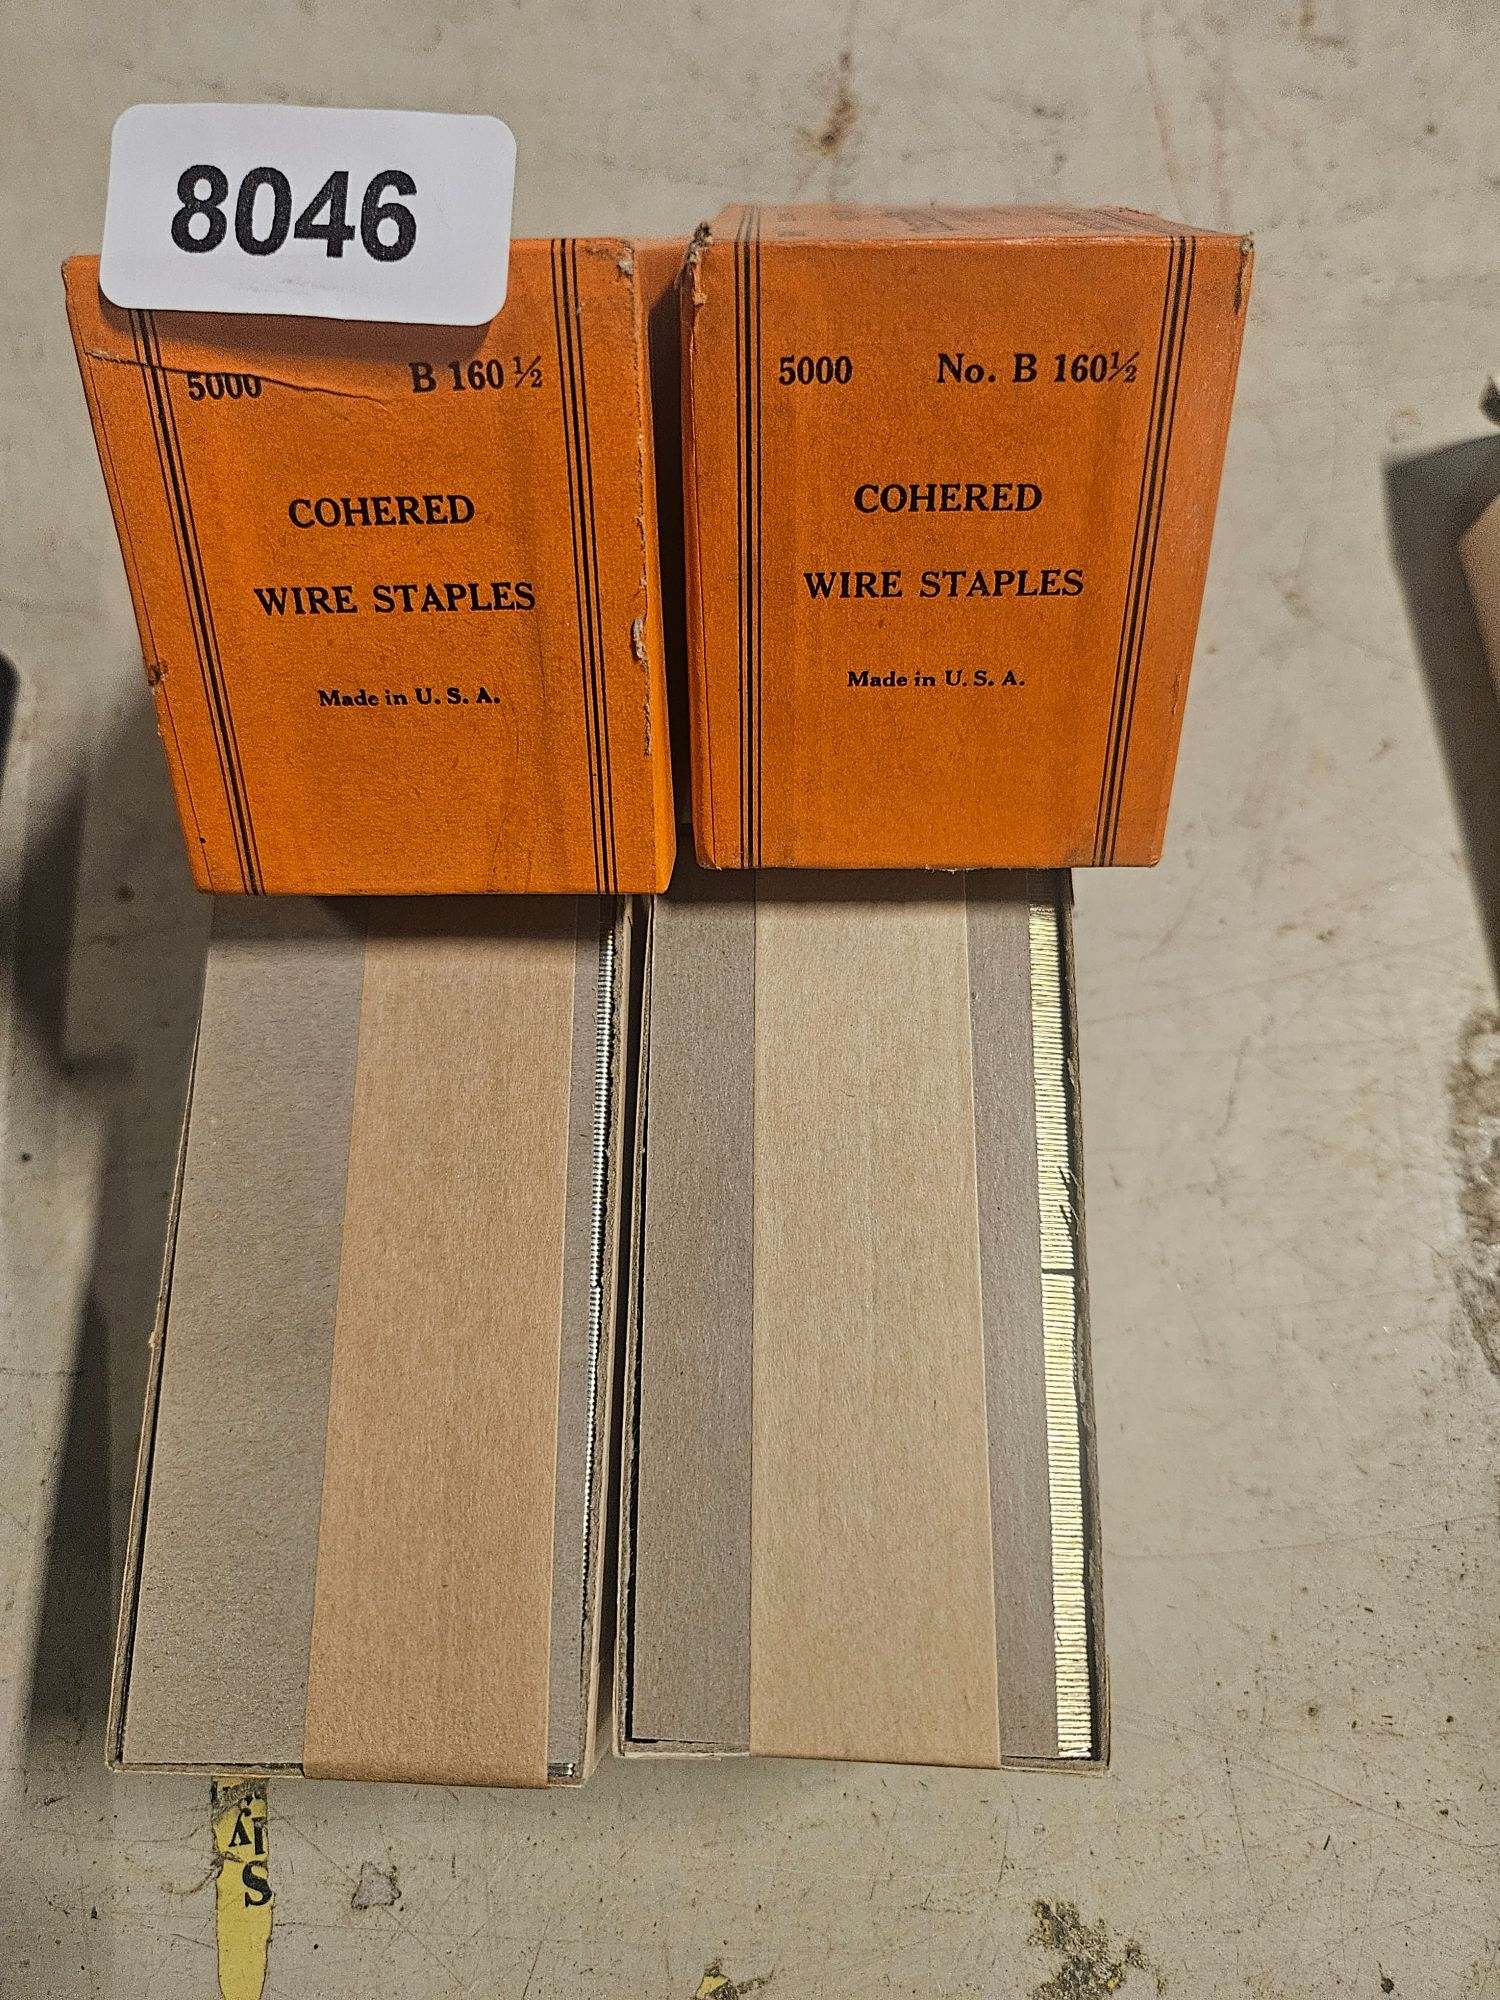 8046
5000 B 160 ½
COHERED
WIRE STAPLES
Made in U. S. A.
5000 No. B 160½
COHERED
WIRE STAPLES
Made in U. S. A.